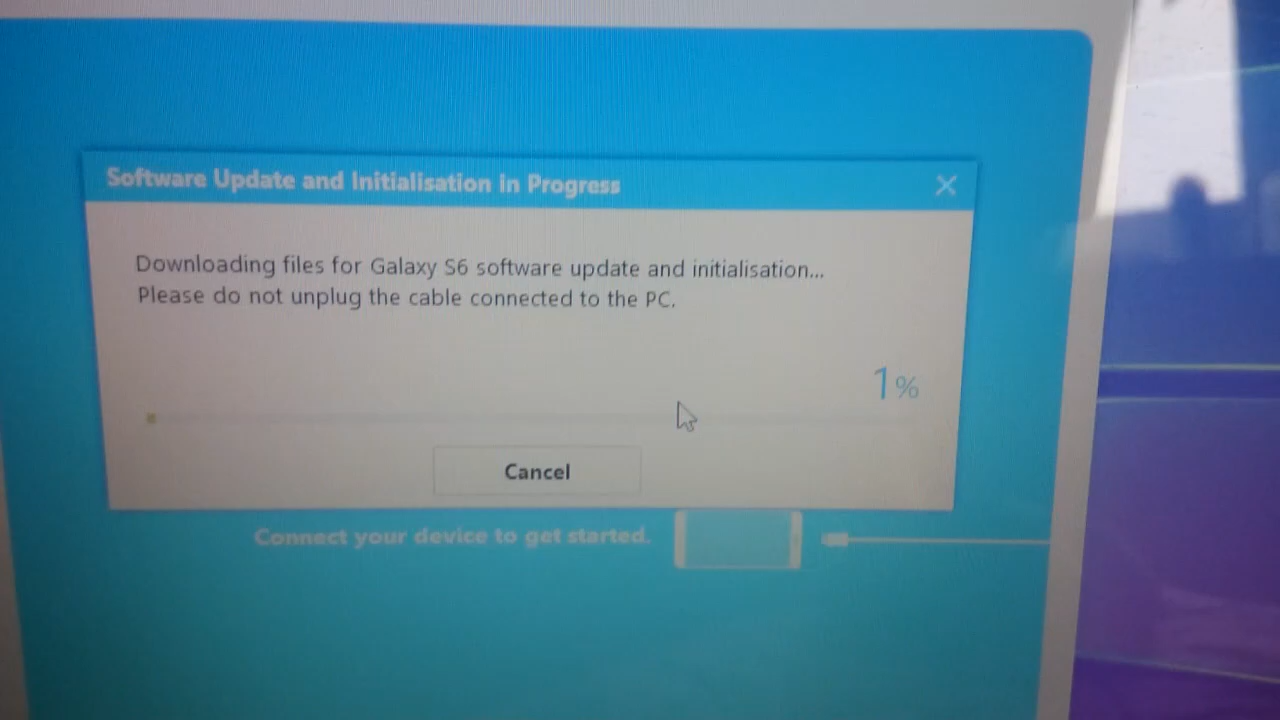 Software Update and Initialisation in Progress
Downloading files for Galaxy S6 software update and initialisation...
Please do not unplug the cable connected to the PC.
1%
Cancel
Connect your device to get started.